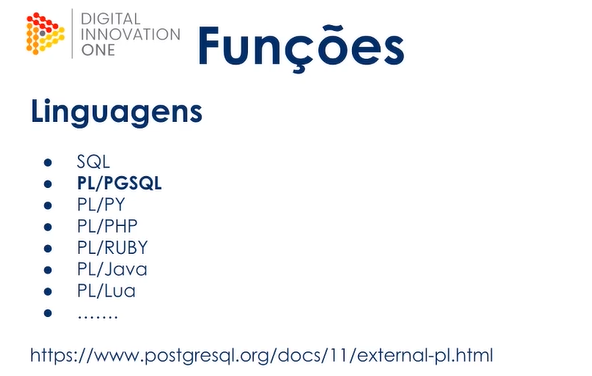 DIGITAL
INNOVATION
ONE
Funções
Linguagens
● SQL
● PL/PGSQL
● PL/PY
● PL/PHP
● PL/RUBY
● PL/Java
● PL/Lua
● .......
https://www.postgresql.org/docs/11/external-pl.html